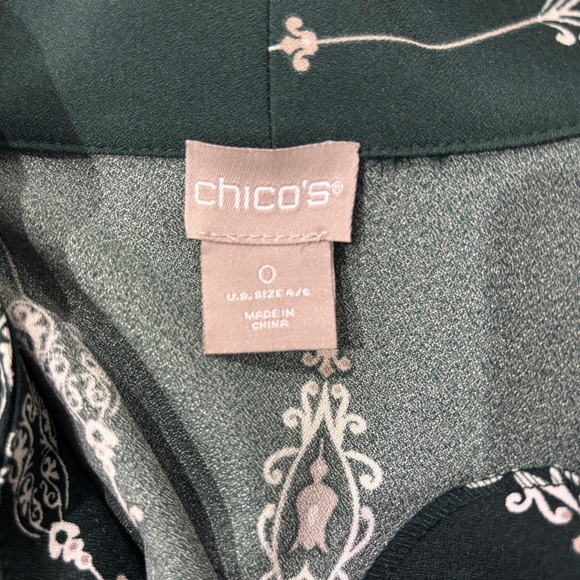 chico's®
0
U.S. SIZE 4/6
MADE IN
CHINA